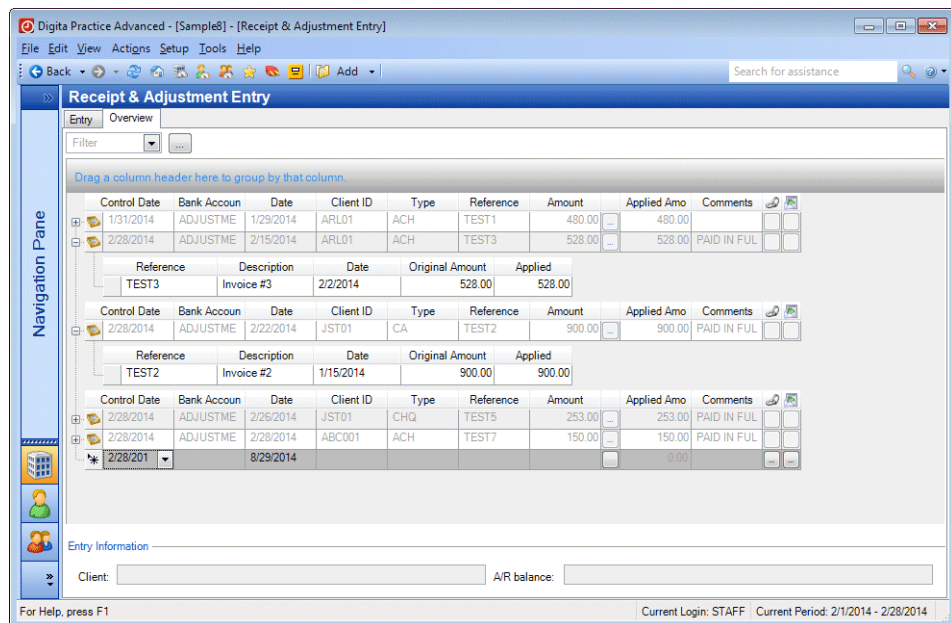 Digita Practice Advanced - [Sample8] - [Receipt & Adjustment Entry]
File Edit View Actions Setup Tools Help
Back Add Search for assistance
Receipt & Adjustment Entry
Entry Overview
Filter ...
Drag a column header here to group by that column.
Control Date Bank Accoun Date Client ID Type Reference Amount Applied Amo Comments
1/31/2014 ADJUSTME 1/29/2014 ARL01 ACH TEST1 480.00 ... 480.00
2/28/2014 ADJUSTME 2/15/2014 ARL01 ACH TEST3 528.00 ... 528.00 PAID IN FUL
Reference Description Date Original Amount Applied
TEST3 Invoice #3 2/2/2014 528.00 528.00
Control Date Bank Accoun Date Client ID Type Reference Amount Applied Amo Comments
2/28/2014 ADJUSTME 2/22/2014 JST01 CA TEST2 900.00 ... 900.00 PAID IN FUL
Reference Description Date Original Amount Applied
TEST2 Invoice #2 1/15/2014 900.00 900.00
Control Date Bank Accoun Date Client ID Type Reference Amount Applied Amo Comments
2/28/2014 ADJUSTME 2/26/2014 JST01 CHQ TEST5 253.00 ... 253.00 PAID IN FUL
2/28/2014 ADJUSTME 2/28/2014 ABC001 ACH TEST7 150.00 ... 150.00 PAID IN FUL
2/28/201 8/29/2014 0.00 ... ...
Navigation Pane
Entry Information
Client: A/R balance:
For Help, press F1 Current Login: STAFF Current Period: 2/1/2014 - 2/28/2014